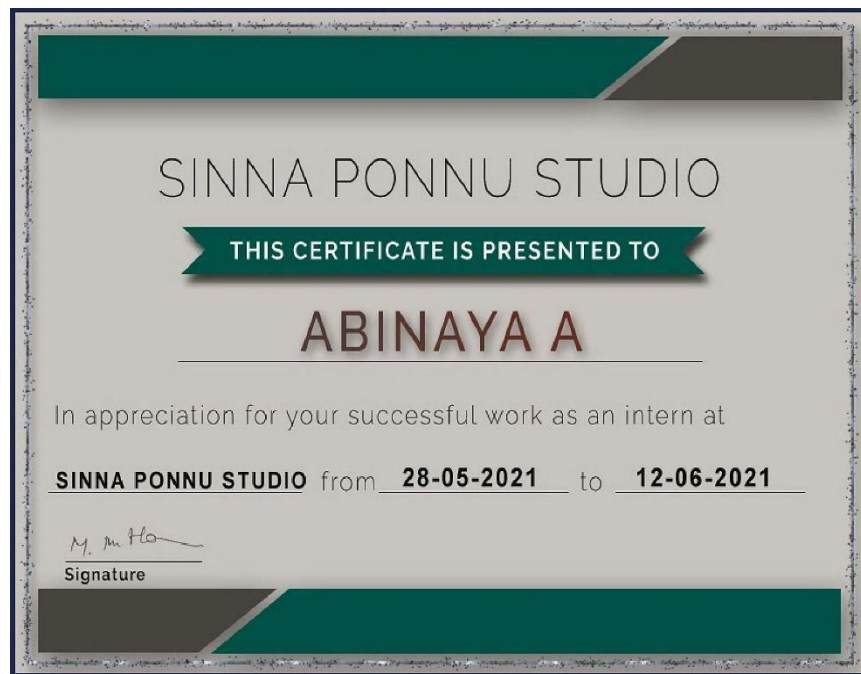 SINNA PONNU STUDIO
THIS CERTIFICATE IS PRESENTED TO
ABINAYA A
In appreciation for your successful work as an intern at
SINNA PONNU STUDIO from 28-05-2021 to 12-06-2021
Signature